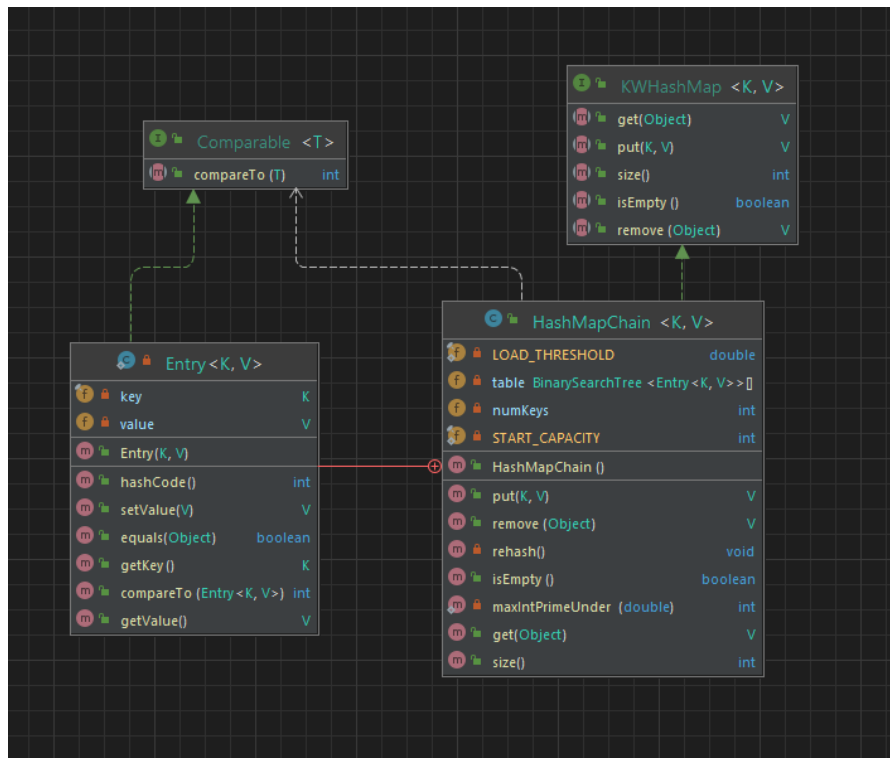 Comparable <T>
compareTo (T) int
KWHashMap <K, V>
get(Object) V
put(K, V) V
size() int
isEmpty () boolean
remove (Object) V
Entry<K, V>
key K
value V
Entry(K, V)
hashCode() int
setValue(V) V
equals(Object) boolean
getKey() K
compareTo (Entry<K, V>) int
getValue() V
HashMapChain <K, V>
LOAD_THRESHOLD double
table BinarySearchTree <Entry<K, V>>[]
numKeys int
START_CAPACITY int
HashMapChain ()
put(K, V) V
remove (Object) V
rehash() void
isEmpty () boolean
maxIntPrimeUnder (double) int
get(Object) V
size() int